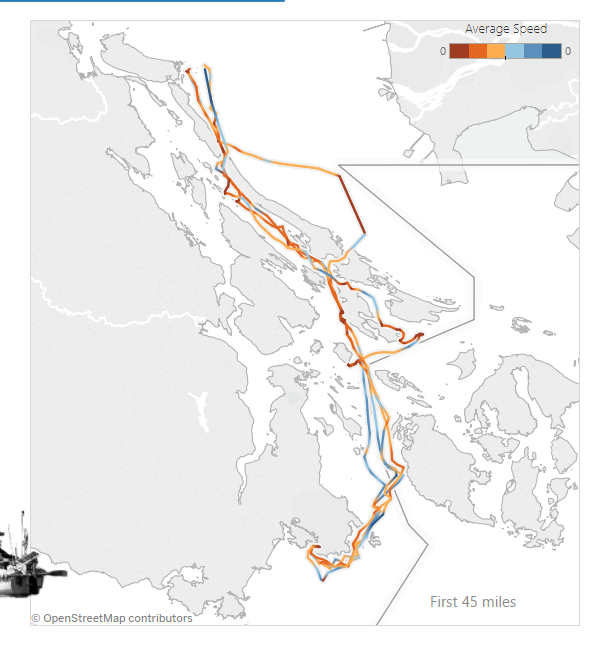 Average Speed
0 0
First 45 miles
© OpenStreetMap contributors